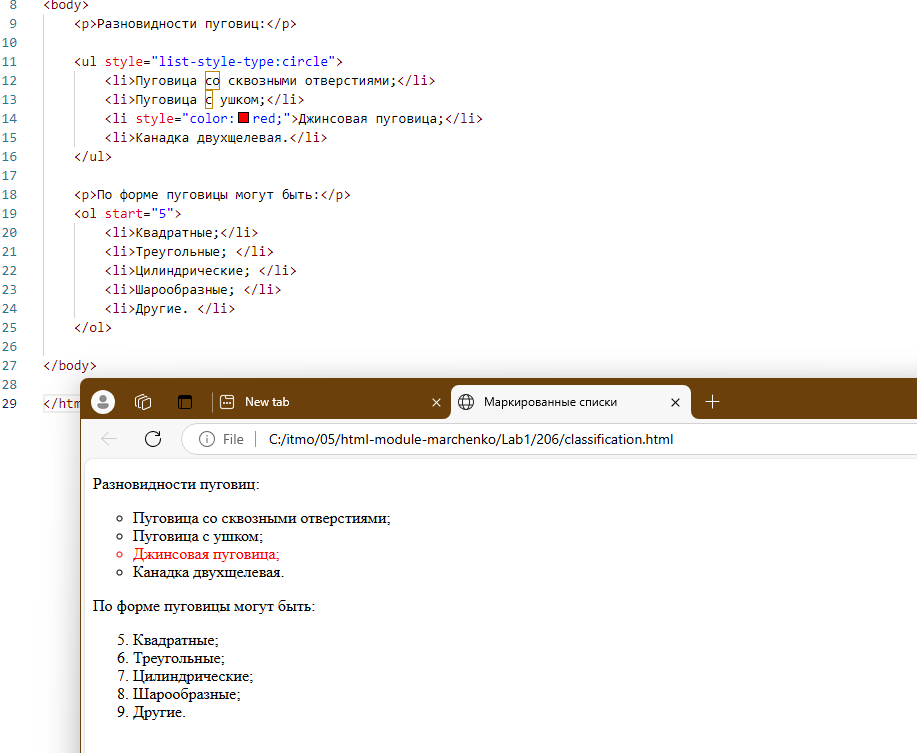 8 <body>
9 <p>Разновидности пуговиц:</p>
10
11 <ul style="list-style-type:circle">
12 <li>Пуговица со сквозными отверстиями;</li>
13 <li>Пуговица с ушком;</li>
14 <li style="color:red;">Джинсовая пуговица;</li>
15 <li>Канадка двухщелевая.</li>
16 </ul>
17
18 <p>По форме пуговицы могут быть:</p>
19 <ol start="5">
20 <li>Квадратные;</li>
21 <li>Треугольные; </li>
22 <li>Цилиндрические; </li>
23 <li>Шарообразные; </li>
24 <li>Другие. </li>
25 </ol>
26
27 </body>
28
29 </htm
New tab
Маркированные списки
File C:/itmo/05/html-module-marchenko/Lab1/206/classification.html
Разновидности пуговиц:
Пуговица со сквозными отверстиями;
Пуговица с ушком;
Джинсовая пуговица;
Канадка двухщелевая.
По форме пуговицы могут быть:
5. Квадратные;
6. Треугольные;
7. Цилиндрические;
8. Шарообразные;
9. Другие.